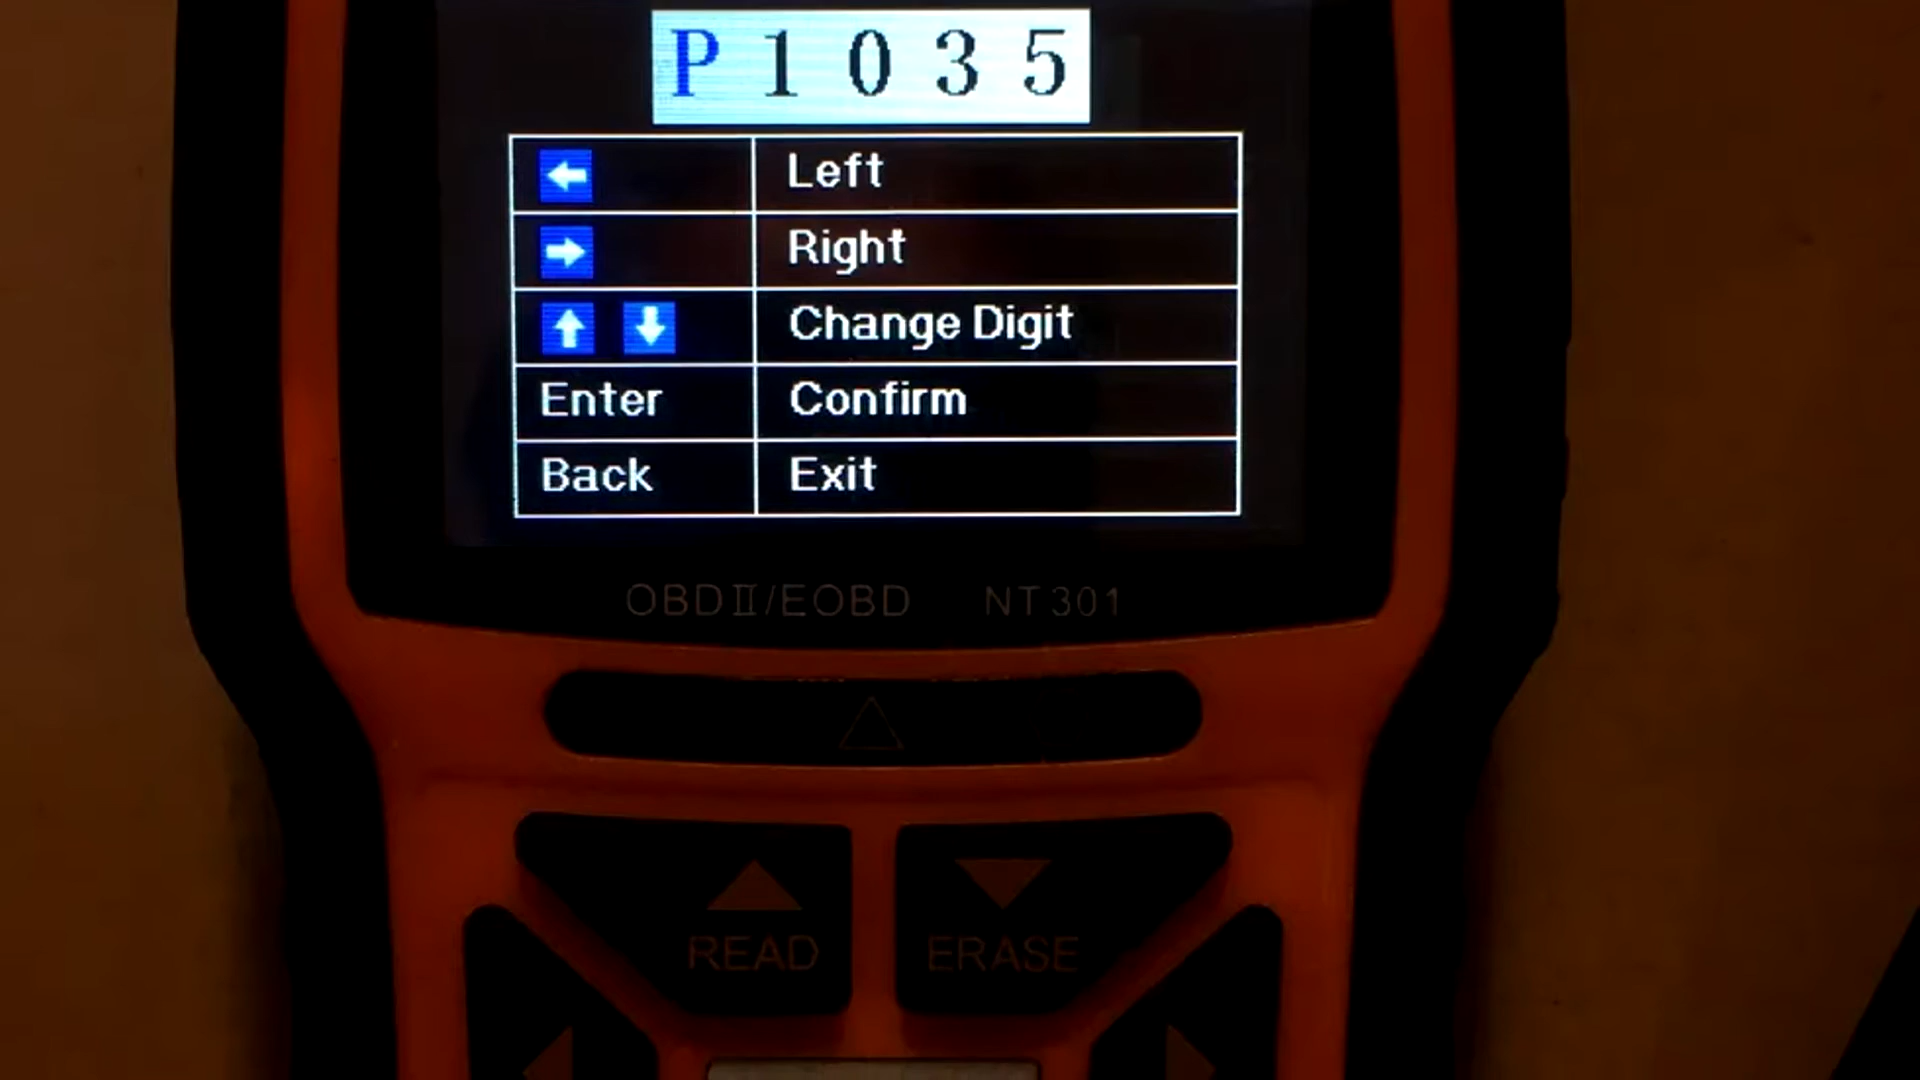 P 1 0 3 5
Left
Right
Change Digit
Enter Confirm
Back Exit
OBDII/EOBD NT301
READ ERASE